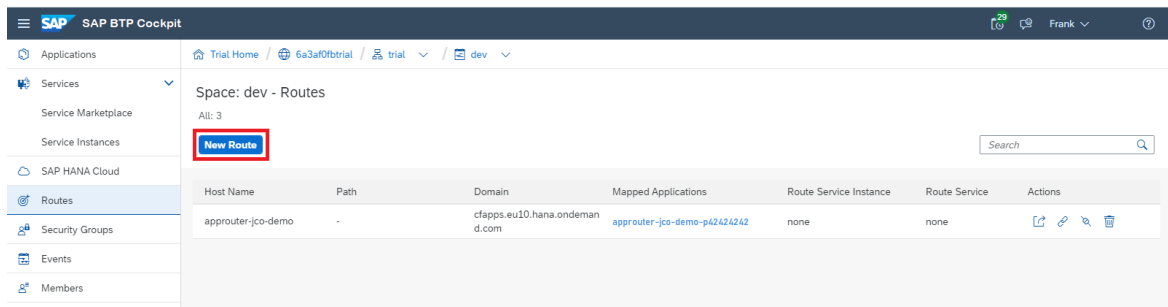 SAP SAP BTP Cockpit 29 Frank
Applications
Trial Home / 6a3af0fbtrial / trial / dev
Services
Space: dev - Routes
Service Marketplace
All: 3
Service Instances
New Route
Search
SAP HANA Cloud
Host Name Path Domain Mapped Applications Route Service Instance Route Service Actions
Routes
approuter-jco-demo - cfapps.eu10.hana.ondeman approuter-jco-demo-p42424242 none none
d.com
Security Groups
Events
Members